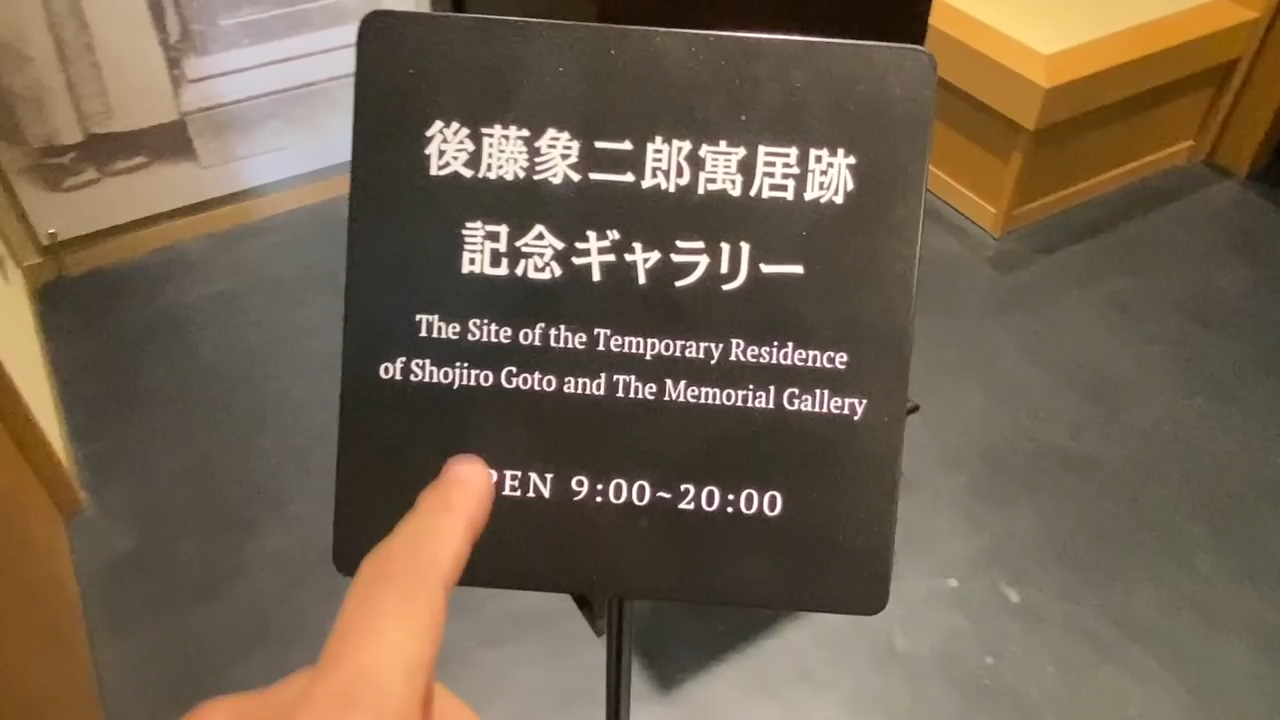 後藤象二郎寓居跡
記念ギャラリー
The Site of the Temporary Residence
of Shojiro Goto and The Memorial Gallery
9:00~20:00